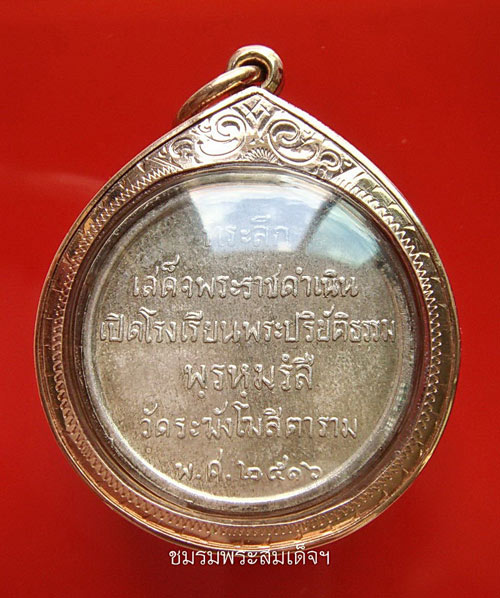 ที่ระลึก
เสด็จพระราชดำเนิน
เปิดโรงเรียนพระปริยัติธรรม
พฺรหฺมรํสี
วัดระฆังโฆสิตาราม
พ.ศ.๒๕๑๖
ชมรมพระสมเด็จฯ